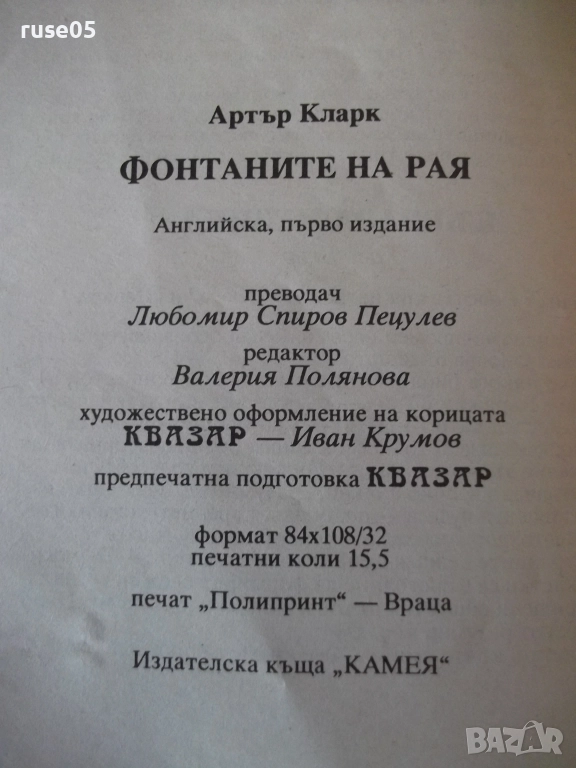 ruse05
Артър Кларк
ФОНТАНИТЕ НА РАЯ
Английска, първо издание
преводач
Любомир Спиров Пецулев
редактор
Валерия Полянова
художествено оформление на корицата
КВАЗАР — Иван Крумов
предпечатна подготовка КВАЗАР
формат 84x108/32
печатни коли 15,5
печат „Полипринт“ — Враца
Издателска къща „КАМЕЯ“
BAZAR